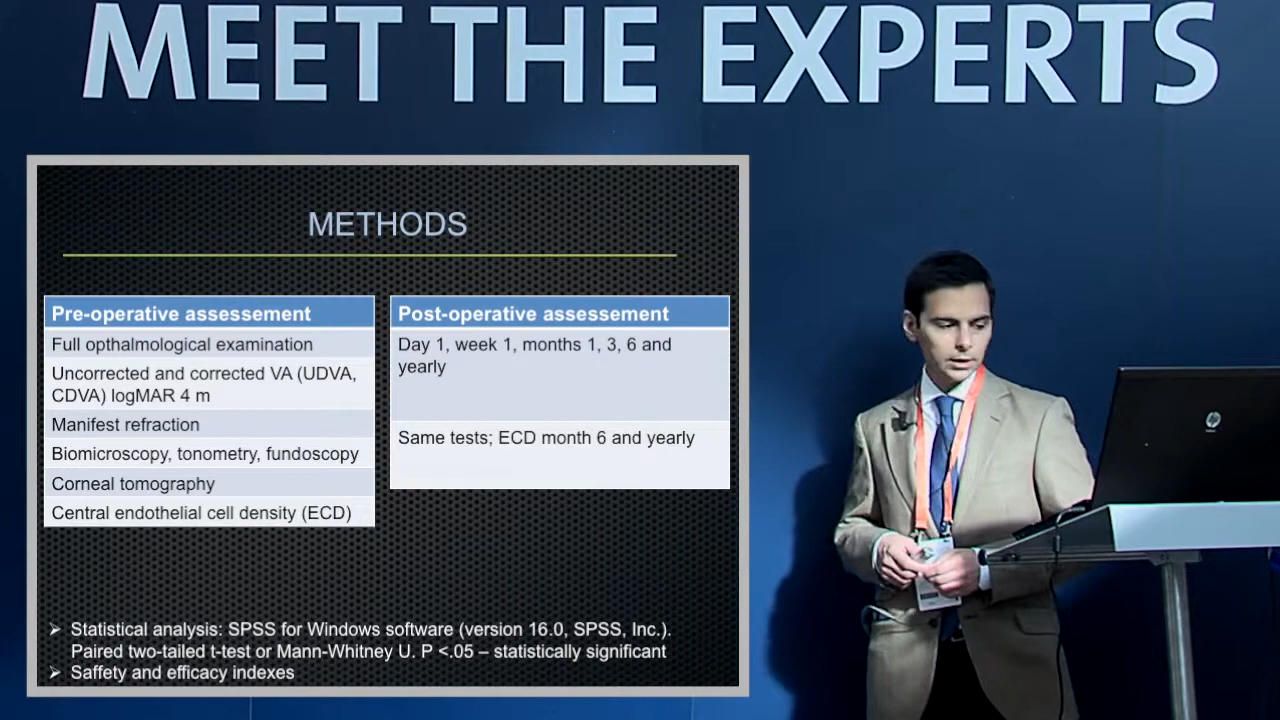 MEET THE EXPERTS
METHODS
Pre-operative assessement
Full opthalmological examination
Uncorrected and corrected VA (UDVA,
CDVA) logMAR 4 m
Manifest refraction
Biomicroscopy, tonometry, fundoscopy
Corneal tomography
Central endothelial cell density (ECD)
Post-operative assessement
Day 1, week 1, months 1, 3, 6 and
yearly
Same tests; ECD month 6 and yearly
➢ Statistical analysis: SPSS for Windows software (version 16.0, SPSS, Inc.).
Paired two-tailed t-test or Mann-Whitney U. P <.05 – statistically significant
➢ Saffety and efficacy indexes
hp